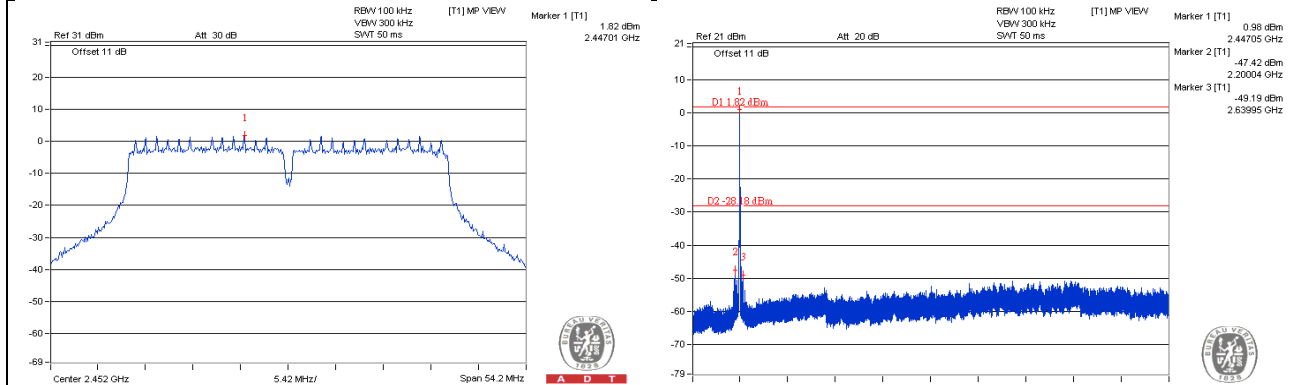 RBW 100 kHz
[T1] MP VIEW
VBW 300 kHz
Ref 31 dBm
Att 30 dB
SWT 50 ms
Marker 1 [T1]
1.82 dBm
2.44701 GHz
31
Offset 11 dB
20
10
1
0
-10
-20
-30
-40
-50
-60
-69
Center 2.452 GHz
5.42 MHz/
Span 54.2 MHz
BUREAU VERITAS
1828
A D T
RBW 100 kHz
[T1] MP VIEW
VBW 300 kHz
Ref 21 dBm
Att 20 dB
SWT 50 ms
Marker 1 [T1]
0.98 dBm
2.44705 GHz
Marker 2 [T1]
-47.42 dBm
2.20004 GHz
Marker 3 [T1]
-49.19 dBm
2.63995 GHz
21
Offset 11 dB
10
1
D1 1.82 dBm
0
-10
-20
D2 -28.18 dBm
-30
-40
2
3
-50
-60
-70
-79
BUREAU VERITAS
1828